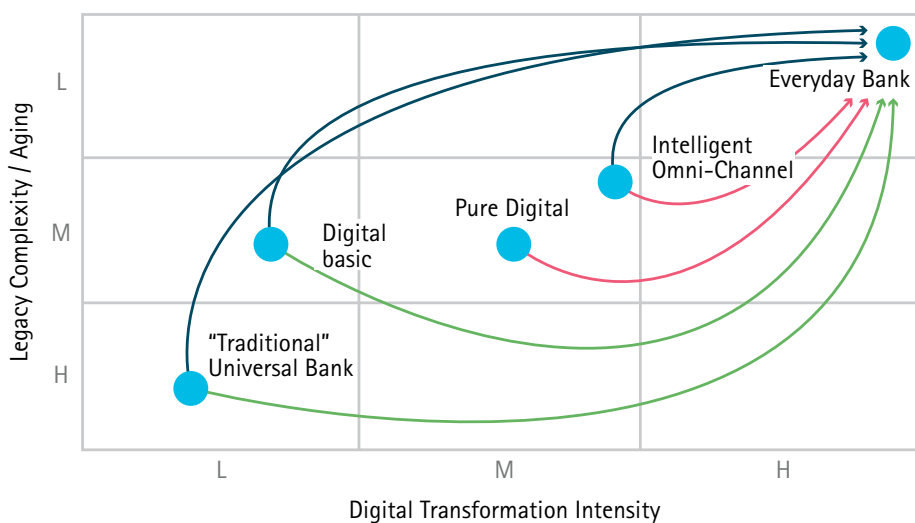 Legacy Complexity / Aging
L
M
H
Everyday Bank
Intelligent
Omni-Channel
Pure Digital
Digital
basic
“Traditional”
Universal Bank
L
M
H
Digital Transformation Intensity